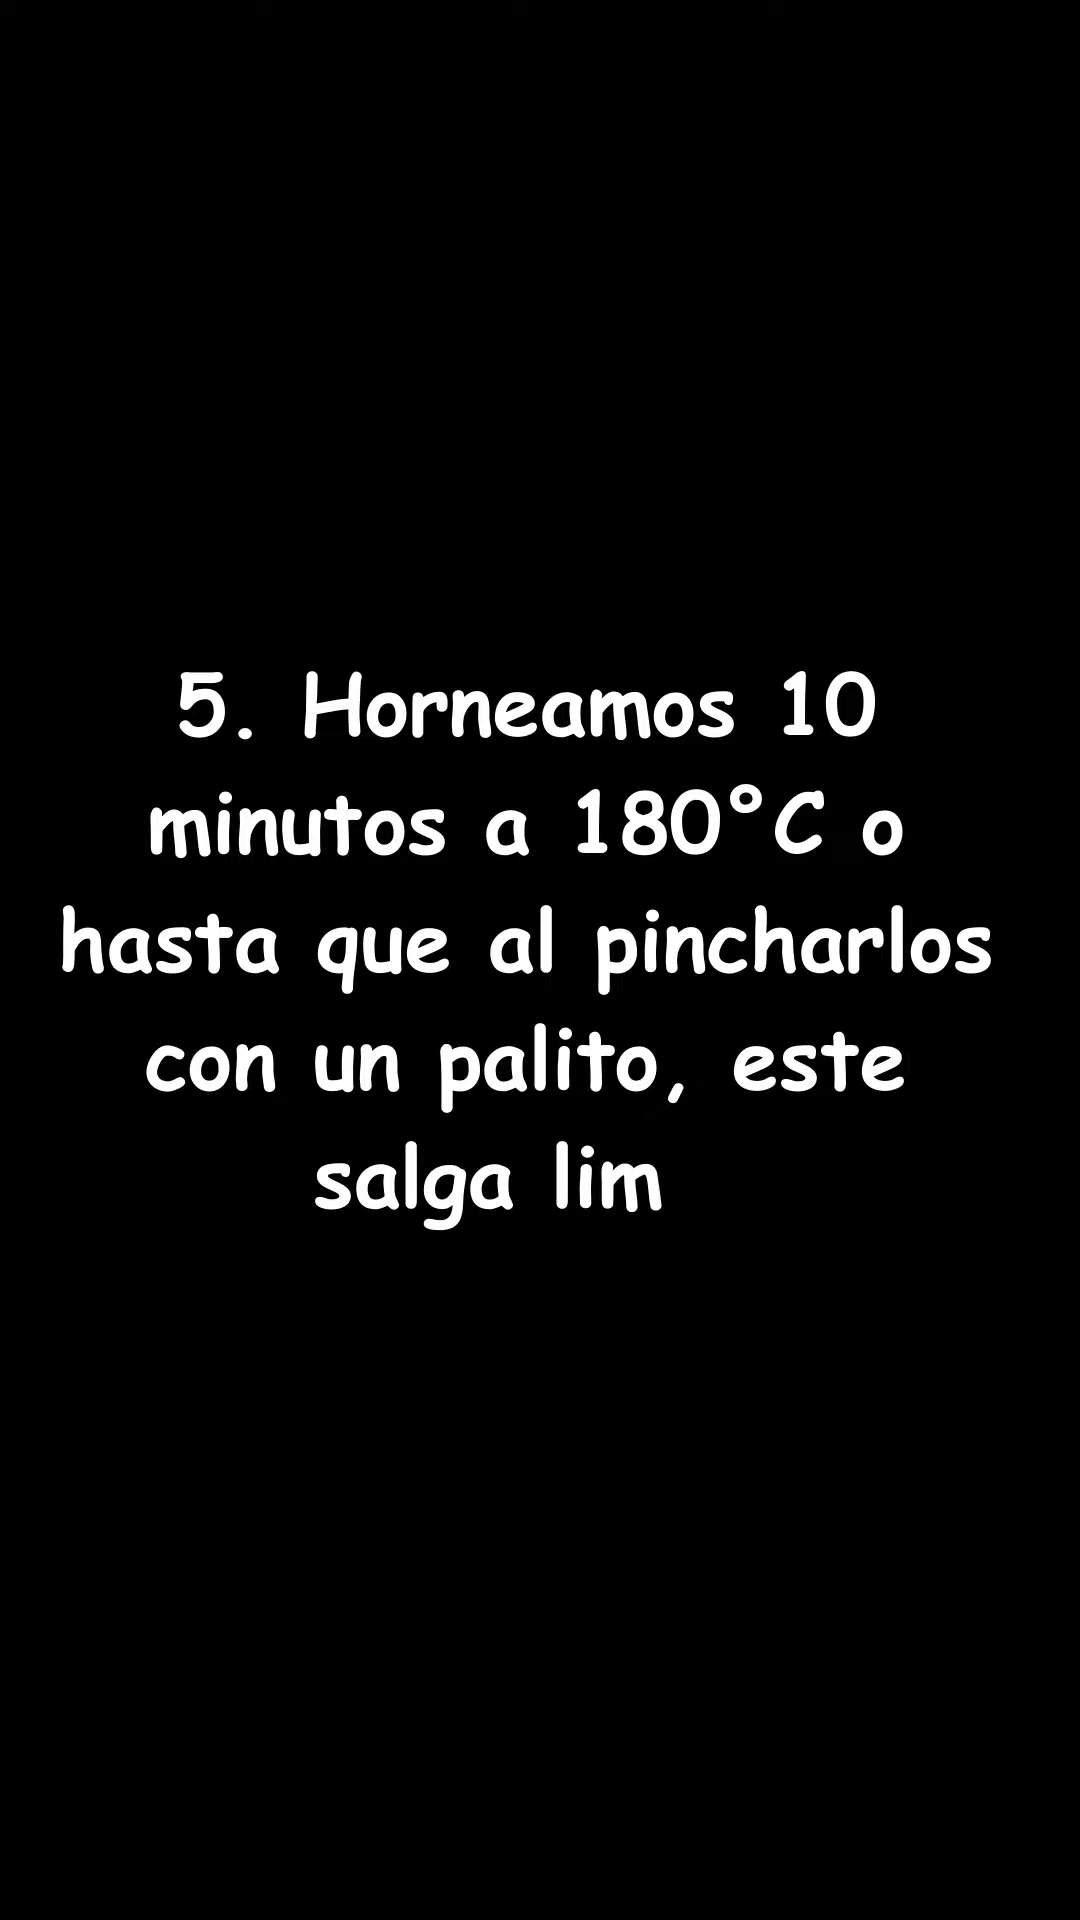 5. Horneamos 10
minutos a 180°C o
hasta que al pincharlos
con un palito, este
salga lim